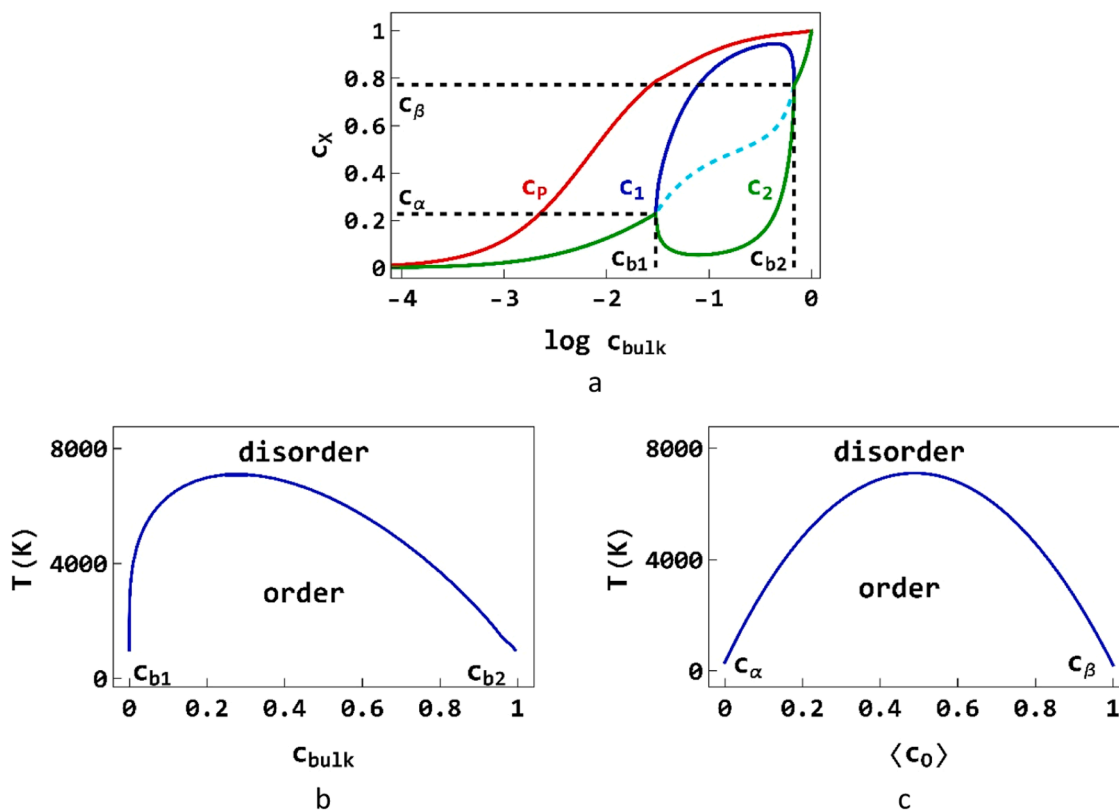 1
0.8
c_β
0.6
c_X
0.4
c_α
c_P c_1 c_2
0.2
c_b1 c_b2
0
−4 −3 −2 −1 0
log c_bulk
a
8000
disorder
T(K)
4000
order
0
c_b1 c_b2
0 0.2 0.4 0.6 0.8 1
c_bulk
b
8000
disorder
T(K)
4000
order
0
c_α c_β
0 0.2 0.4 0.6 0.8 1
⟨c_0⟩
c